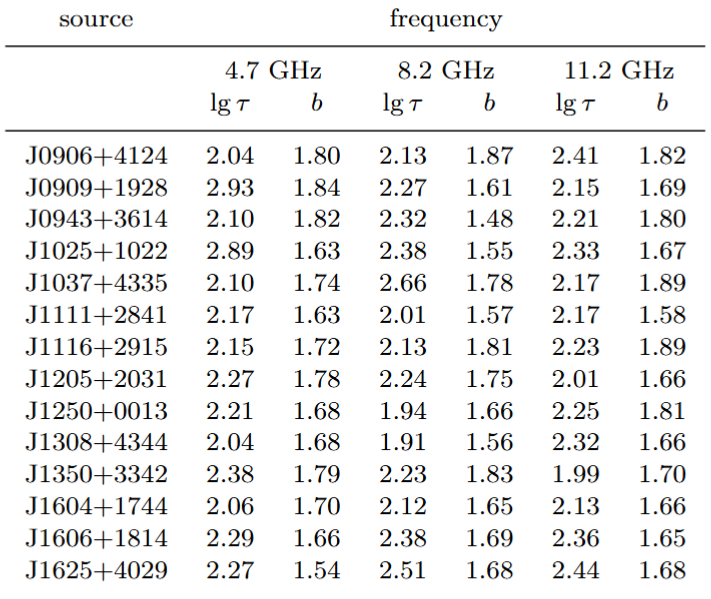 source frequency
4.7 GHz 8.2 GHz 11.2 GHz
lg τ b lg τ b lg τ b
J0906+4124 2.04 1.80 2.13 1.87 2.41 1.82
J0909+1928 2.93 1.84 2.27 1.61 2.15 1.69
J0943+3614 2.10 1.82 2.32 1.48 2.21 1.80
J1025+1022 2.89 1.63 2.38 1.55 2.33 1.67
J1037+4335 2.10 1.74 2.66 1.78 2.17 1.89
J1111+2841 2.17 1.63 2.01 1.57 2.17 1.58
J1116+2915 2.15 1.72 2.13 1.81 2.23 1.89
J1205+2031 2.27 1.78 2.24 1.75 2.01 1.66
J1250+0013 2.21 1.68 1.94 1.66 2.25 1.81
J1308+4344 2.04 1.68 1.91 1.56 2.32 1.66
J1350+3342 2.38 1.79 2.23 1.83 1.99 1.70
J1604+1744 2.06 1.70 2.12 1.65 2.13 1.66
J1606+1814 2.29 1.66 2.38 1.69 2.36 1.65
J1625+4029 2.27 1.54 2.51 1.68 2.44 1.68